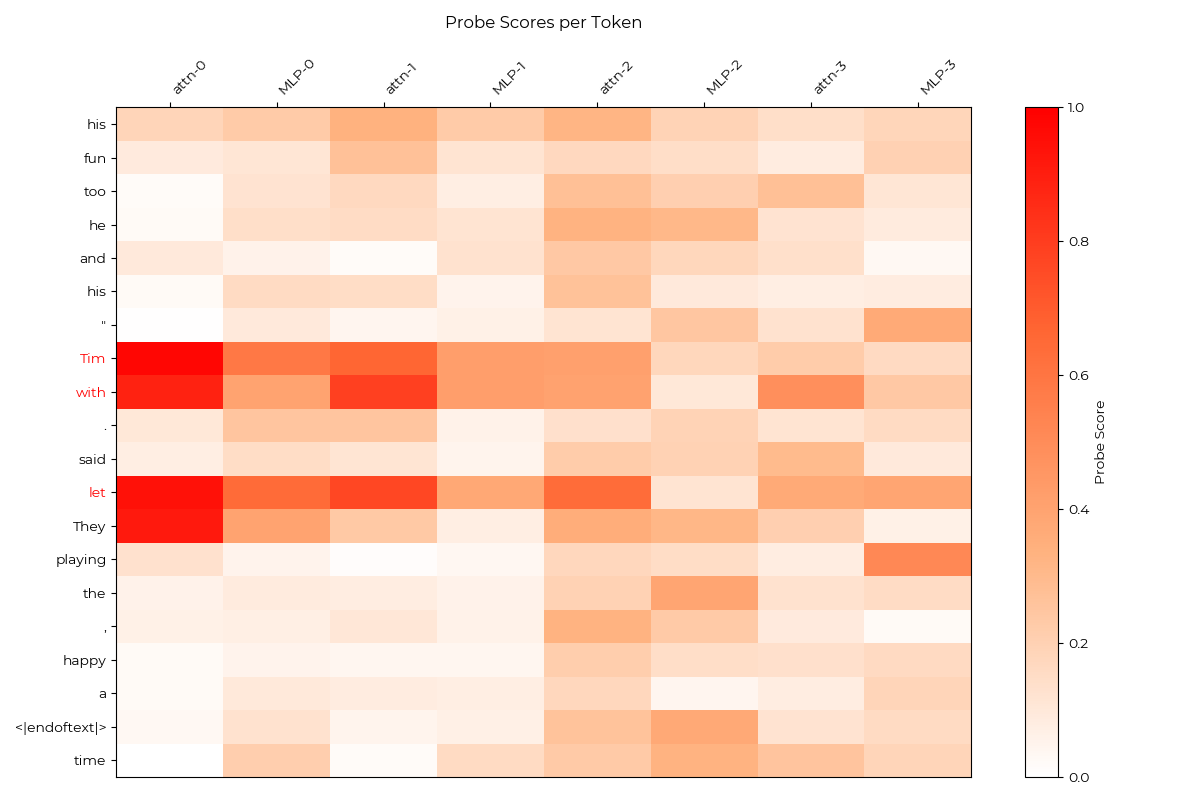 Probe Scores per Token
attn-0 MLP-0 attn-1 MLP-1 attn-2 MLP-2 attn-3 MLP-3
his
fun
too
he
and
his
"
Tim
with
.
said
let
They
playing
the
,
happy
a
<|endoftext|>
time
1.0
0.8
0.6
0.4
0.2
0.0
Probe Score